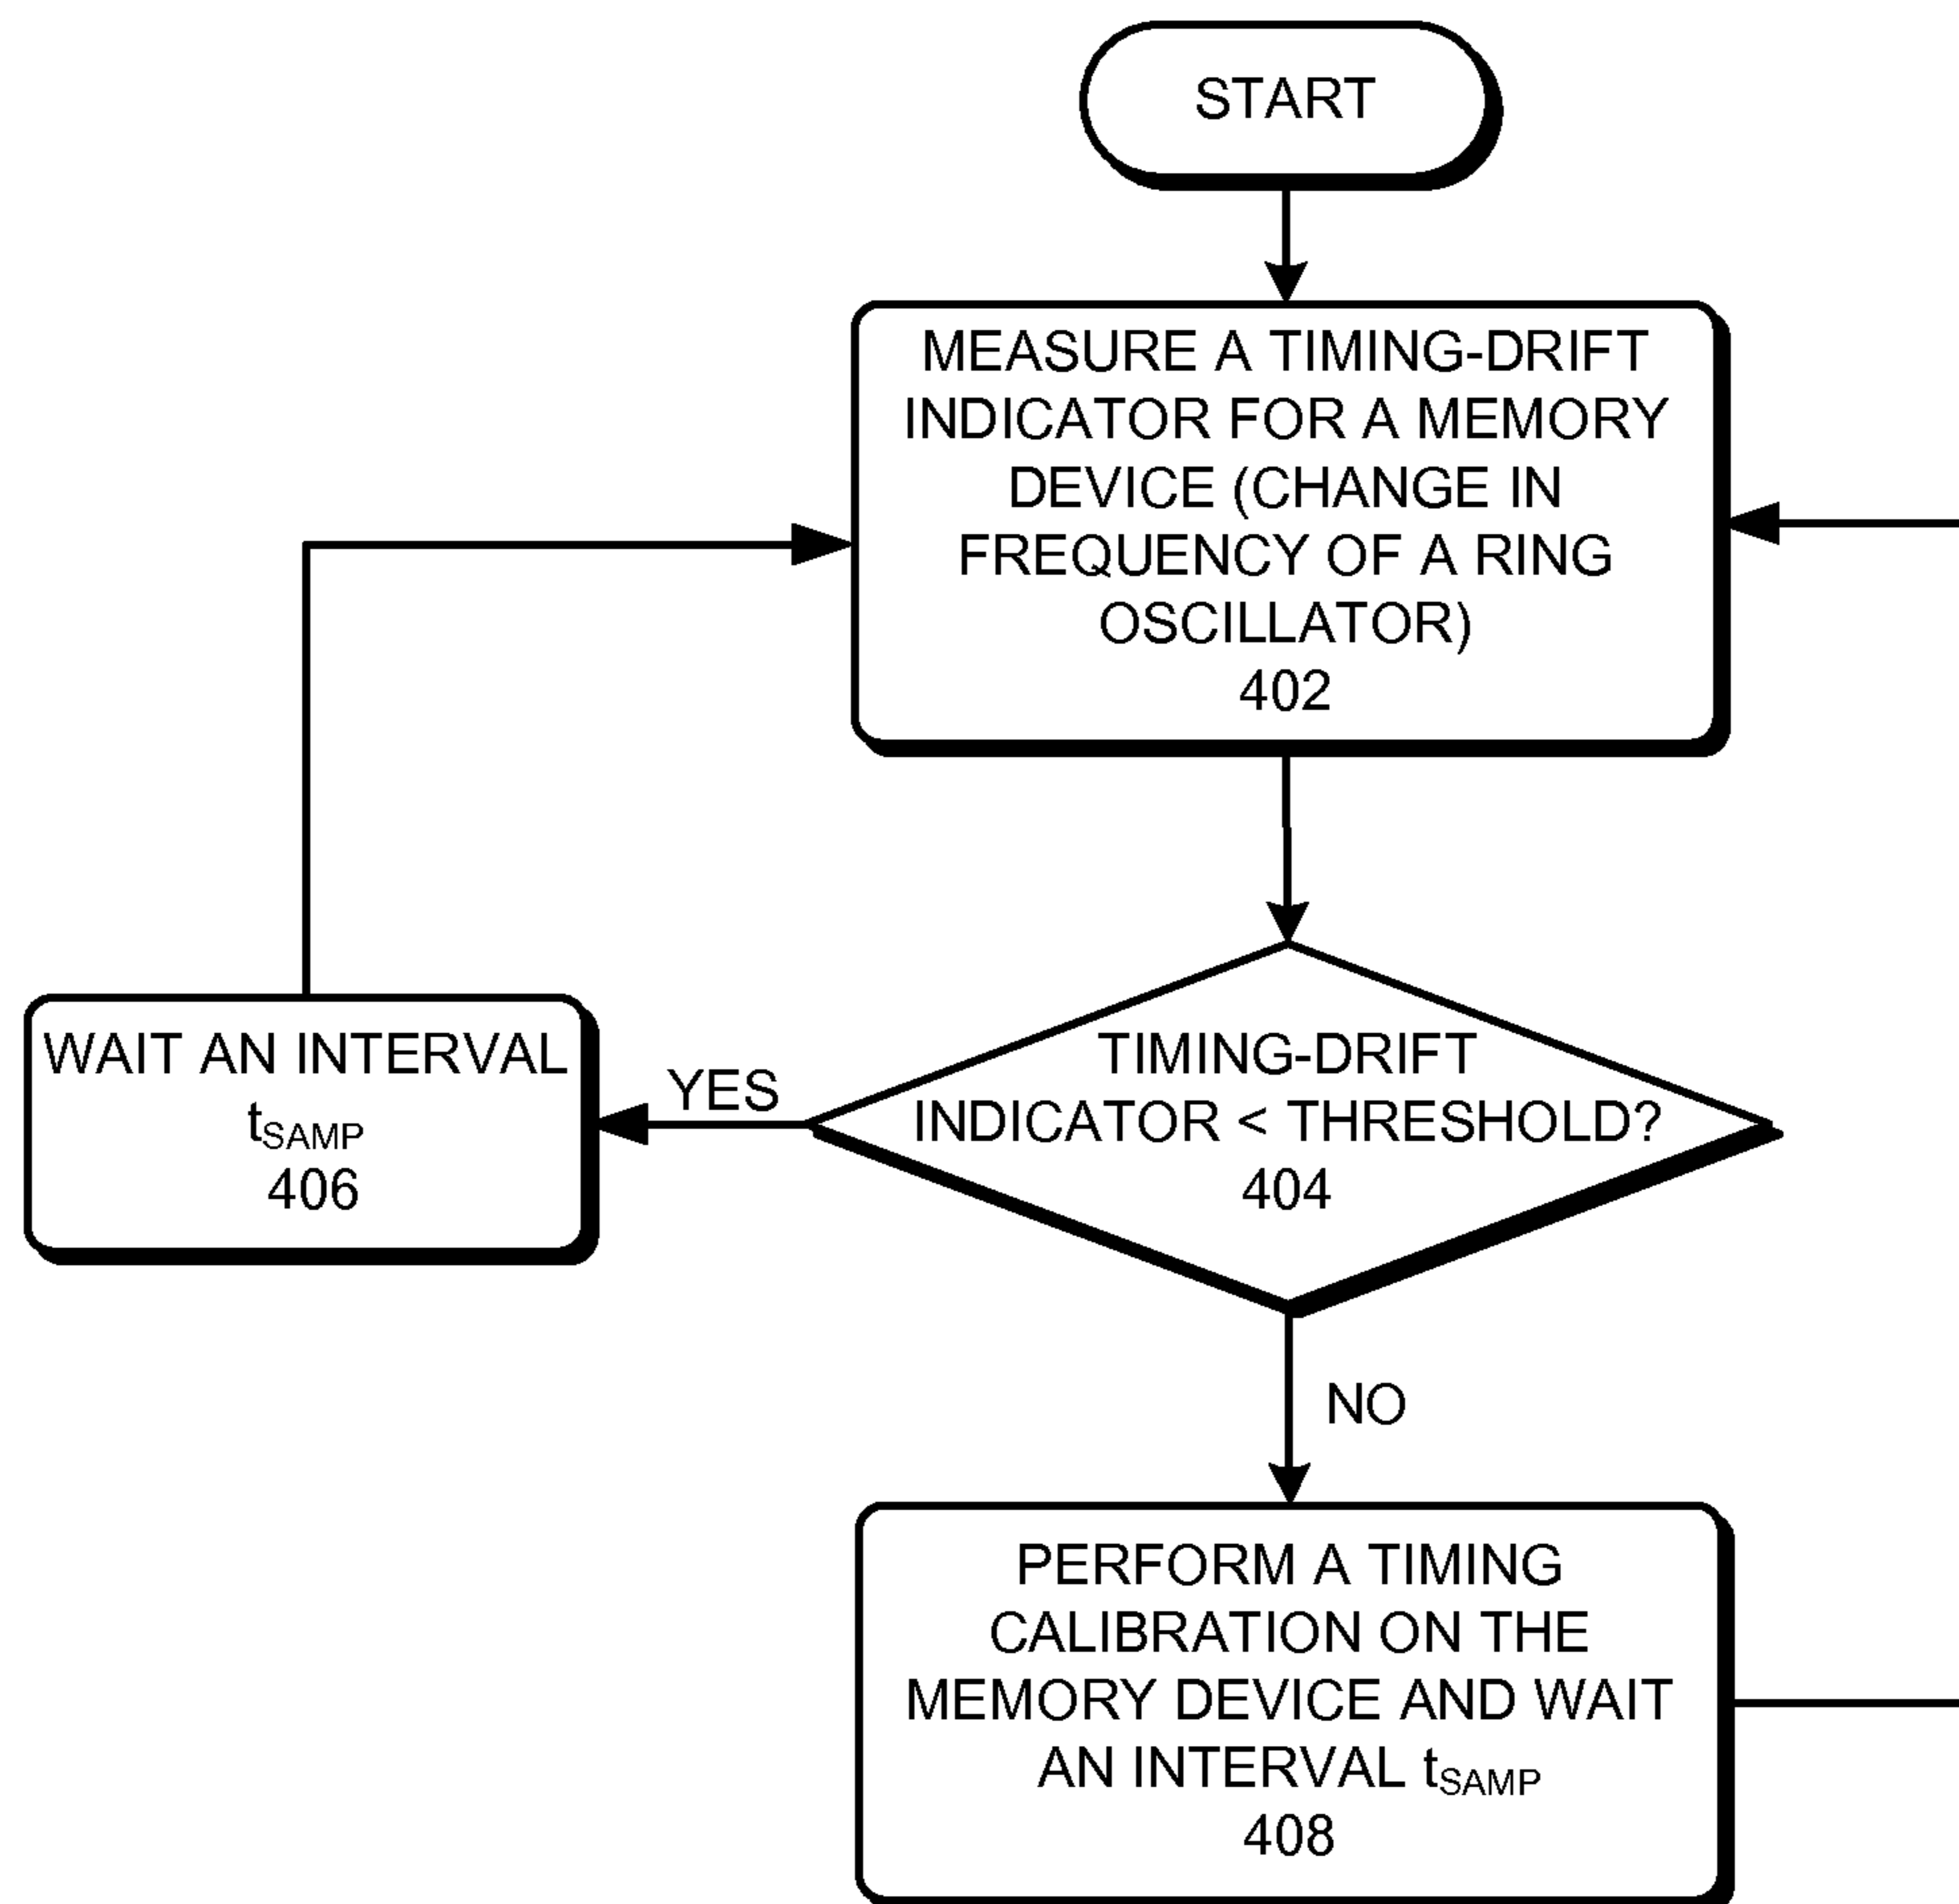 START
MEASURE A TIMING-DRIFT
INDICATOR FOR A MEMORY
DEVICE (CHANGE IN
FREQUENCY OF A RING
OSCILLATOR)
402
TIMING-DRIFT
INDICATOR < THRESHOLD?
404
YES
WAIT AN INTERVAL
tSAMP
406
NO
PERFORM A TIMING
CALIBRATION ON THE
MEMORY DEVICE AND WAIT
AN INTERVAL tSAMP
408